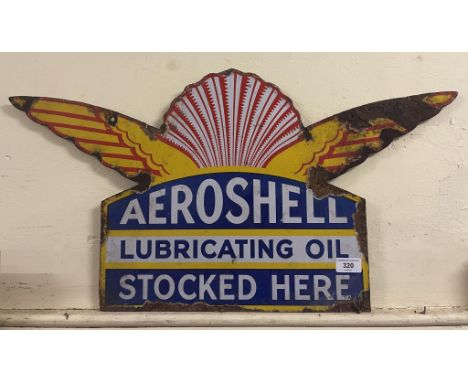 AEROSHELL
LUBRICATING OIL
320
STOCKED HERE